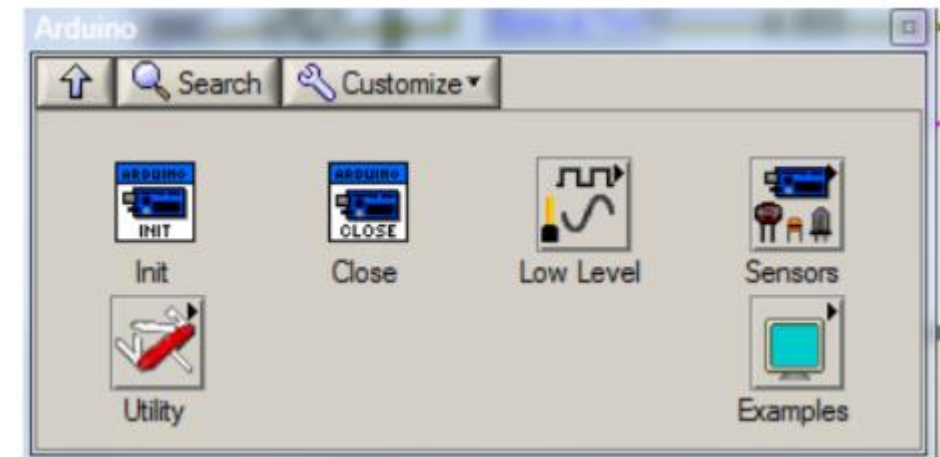 Arduino
Search Customize
ARDUINO
INIT
ARDUINO
CLOSE
Init Close Low Level Sensors
Utility Examples